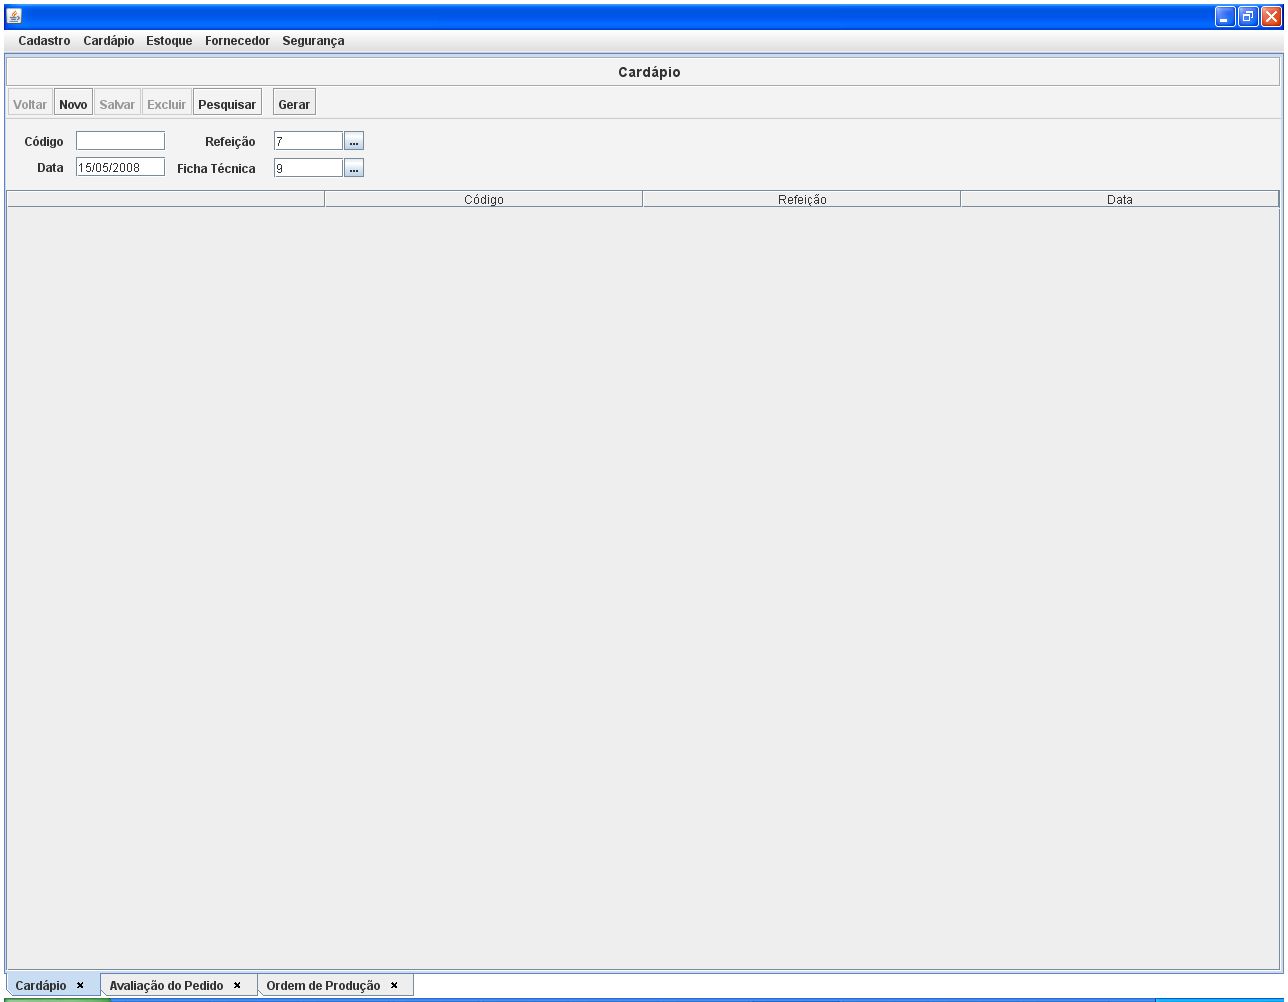 Cadastro Cardápio Estoque Fornecedor Segurança
Cardápio
Voltar Novo Salvar Excluir Pesquisar Gerar
Código Refeição 7 ...
Data 15/05/2008 Ficha Técnica 9 ...
Código Refeição Data
Cardápio × Avaliação do Pedido × Ordem de Produção ×